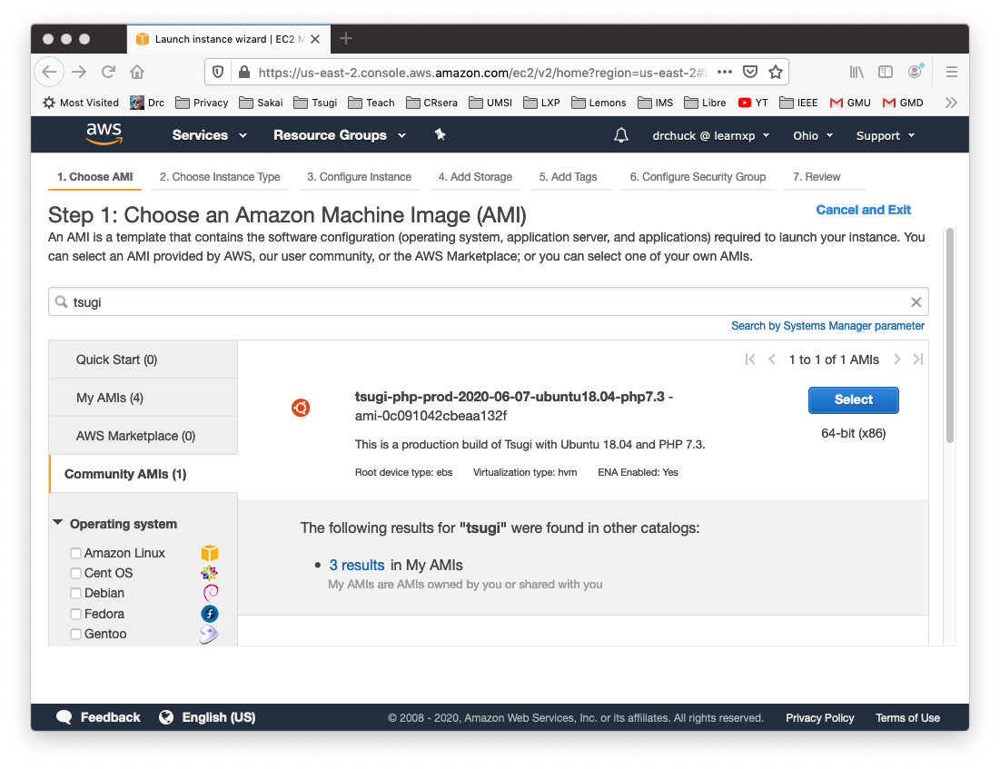 Launch instance wizard | EC2 M
https://us-east-2.console.aws.amazon.com/ec2/v2/home?region=us-east-2#
Most Visited Drc Privacy Sakai Tsugi Teach CRsera UMSI LXP Lemons IMS Libre YT IEEE GMU GMD
aws Services Resource Groups drchuck @ learnxp Ohio Support
1. Choose AMI 2. Choose Instance Type 3. Configure Instance 4. Add Storage 5. Add Tags 6. Configure Security Group 7. Review
Step 1: Choose an Amazon Machine Image (AMI)
Cancel and Exit
An AMI is a template that contains the software configuration (operating system, application server, and applications) required to launch your instance. You
can select an AMI provided by AWS, our user community, or the AWS Marketplace; or you can select one of your own AMIs.
tsugi
Search by Systems Manager parameter
Quick Start (0)
My AMIs (4)
AWS Marketplace (0)
Community AMIs (1)
Operating system
Amazon Linux
Cent OS
Debian
Fedora
Gentoo
1 to 1 of 1 AMIs
tsugi-php-prod-2020-06-07-ubuntu18.04-php7.3 -
ami-0c091042cbeaa132f
Select
64-bit (x86)
This is a production build of Tsugi with Ubuntu 18.04 and PHP 7.3.
Root device type: ebs Virtualization type: hvm ENA Enabled: Yes
The following results for "tsugi" were found in other catalogs:
• 3 results in My AMIs
My AMIs are AMIs owned by you or shared with you
Feedback English (US) © 2008 - 2020, Amazon Web Services, Inc. or its affiliates. All rights reserved. Privacy Policy Terms of Use